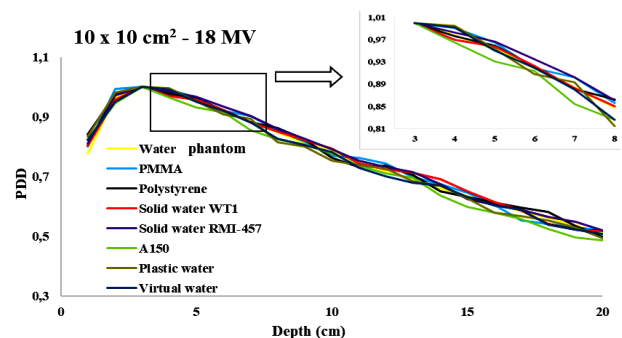 10 x 10 cm² - 18 MV
1,01
0,97
0,93
0,89
0,85
0,81
3 4 5 6 7 8
1,1
0,9
0,7
0,5
0,3
PDD
Water phantom
PMMA
Polystyrene
Solid water WT1
Solid water RMI-457
A150
Plastic water
Virtual water
0 5 10 15 20
Depth (cm)